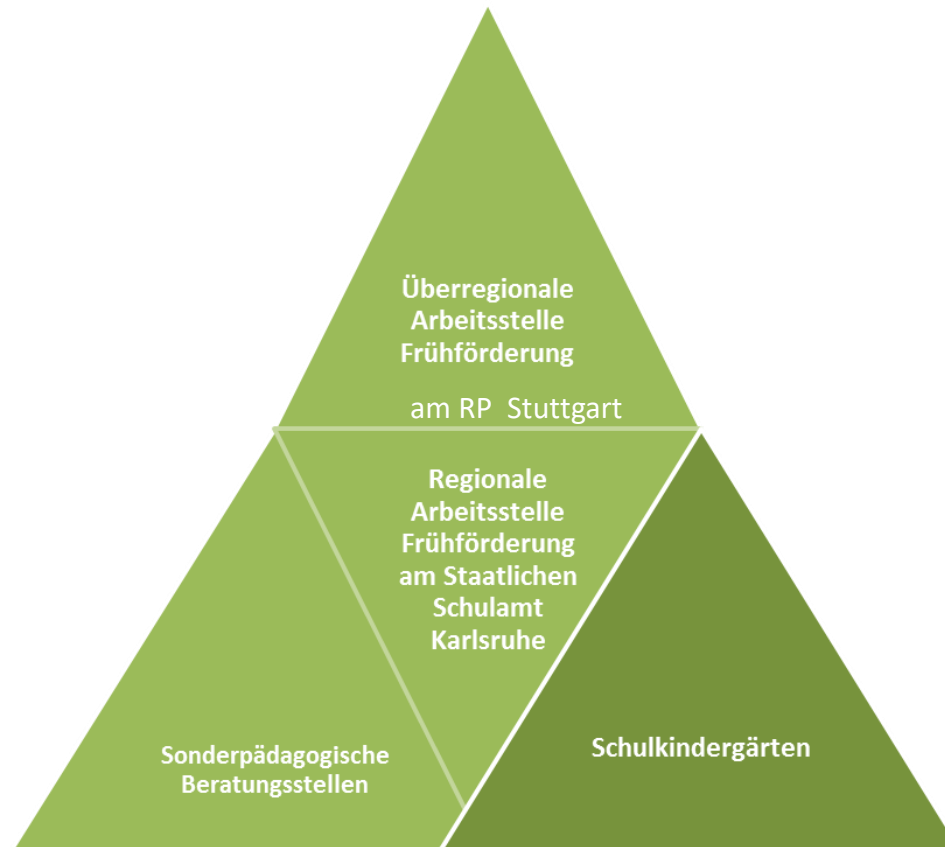 Überregionale
Arbeitsstelle
Frühförderung
am RP Stuttgart
Regionale
Arbeitsstelle
Frühförderung
am Staatlichen
Schulamt
Karlsruhe
Sonderpädagogische
Beratungsstellen
Schulkindergärten